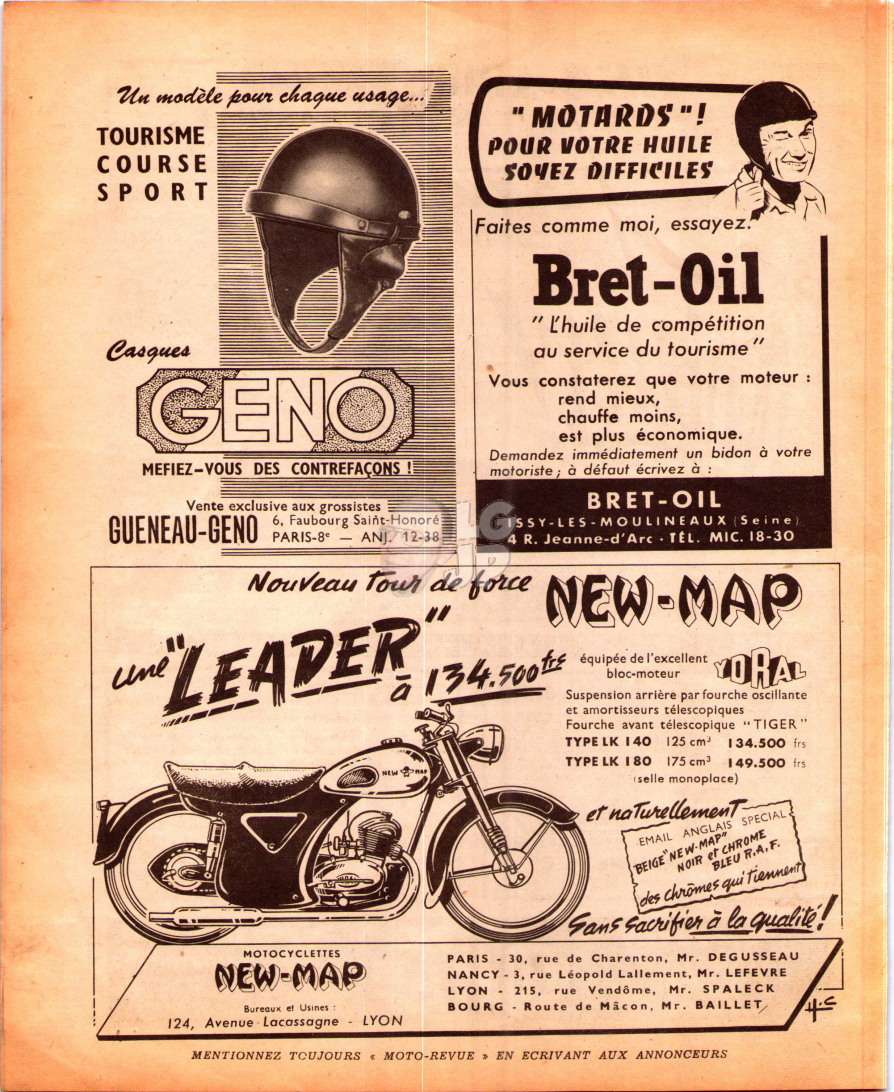 Un modèle pour chaque usage...
TOURISME
COURSE
SPORT
Casques
GENO
MEFIEZ-VOUS DES CONTREFAÇONS !
Vente exclusive aux grossistes
GUENEAU-GENO
6, Faubourg Saint-Honoré
PARIS-8e — ANJ. 12-38
"MOTARDS"!
POUR VOTRE HUILE
SOYEZ DIFFICILES
Faites comme moi, essayez.
Bret-Oil
"L'huile de compétition
au service du tourisme"
Vous constaterez que votre moteur :
rend mieux,
chauffe moins,
est plus économique.
Demandez immédiatement un bidon à votre
motoriste ; à défaut écrivez à :
BRET-OIL
ISSY-LES-MOULINEAUX (Seine)
4 R. Jeanne-d'Arc · TÉL. MIC. 18-30
Nouveau Tour de force
NEW-MAP
une "LEADER"
à 134.500 frs
équipée de l'excellent
bloc-moteur
YDRAL
Suspension arrière par fourche oscillante
et amortisseurs télescopiques
Fourche avant télescopique "TIGER"
TYPE LK 140 125 cm³ 134.500 frs
TYPE LK 180 175 cm³ 149.500 frs
(selle monoplace)
NEW MAP
YDRAL
et naturellement
EMAIL ANGLAIS SPECIAL
BEIGE "NEW-MAP"
NOIR et CHROME
BLEU R.A.F.
des chrômes qui tiennent
Sans sacrifier à la qualité !
MOTOCYCLETTES
NEW-MAP
Bureaux et Usines :
124, Avenue Lacassagne - LYON
PARIS - 30, rue de Charenton, Mr. DEGUSSEAU
NANCY - 3, rue Léopold Lallement, Mr. LEFEVRE
LYON - 215, rue Vendôme, Mr. SPALECK
BOURG - Route de Mâcon, Mr. BAILLET
H.C
MENTIONNEZ TOUJOURS « MOTO-REVUE » EN ECRIVANT AUX ANNONCEURS